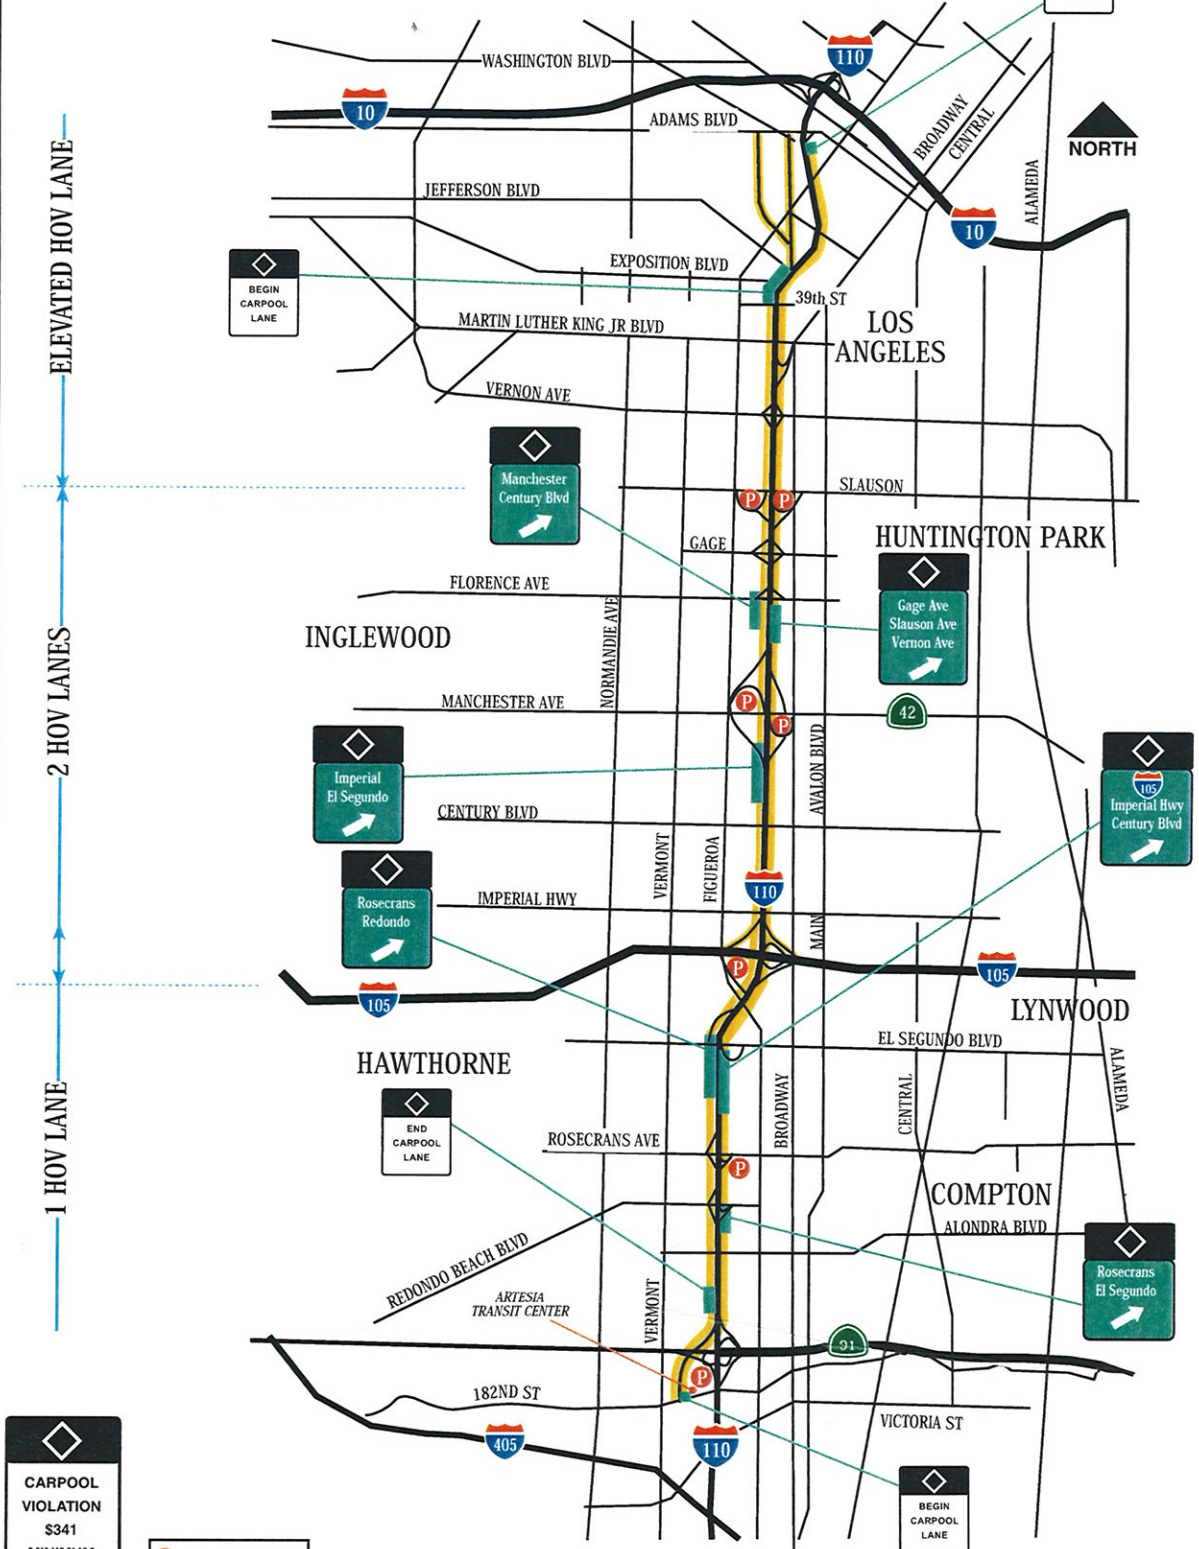 110
WASHINGTON BLVD
10
ADAMS BLVD
BROADWAY
CENTRAL
NORTH
ALAMEDA
JEFFERSON BLVD
10
EXPOSITION BLVD
BEGIN
CARPOOL
LANE
39th ST
MARTIN LUTHER KING JR BLVD
LOS
ANGELES
ELEVATED HOV LANE
VERNON AVE
Manchester
Century Blvd
SLAUSON
P
P
HUNTINGTON PARK
GAGE
FLORENCE AVE
Gage Ave
Slauson Ave
Vernon Ave
INGLEWOOD
NORMANDIE AVE
2 HOV LANES
MANCHESTER AVE
P
P
42
AVALON BLVD
Imperial
El Segundo
105
Imperial Hwy
Century Blvd
CENTURY BLVD
VERMONT
FIGUEROA
110
Rosecrans
Redondo
IMPERIAL HWY
MAIN
P
105
105
LYNWOOD
EL SEGUNDO BLVD
HAWTHORNE
1 HOV LANE
BROADWAY
CENTRAL
ALAMEDA
END
CARPOOL
LANE
ROSECRANS AVE
P
COMPTON
ALONDRA BLVD
REDONDO BEACH BLVD
Rosecrans
El Segundo
ARTESIA
TRANSIT CENTER
VERMONT
91
P
182ND ST
VICTORIA ST
405
110
CARPOOL
VIOLATION
$341
MINIMUM
BEGIN
CARPOOL
LANE